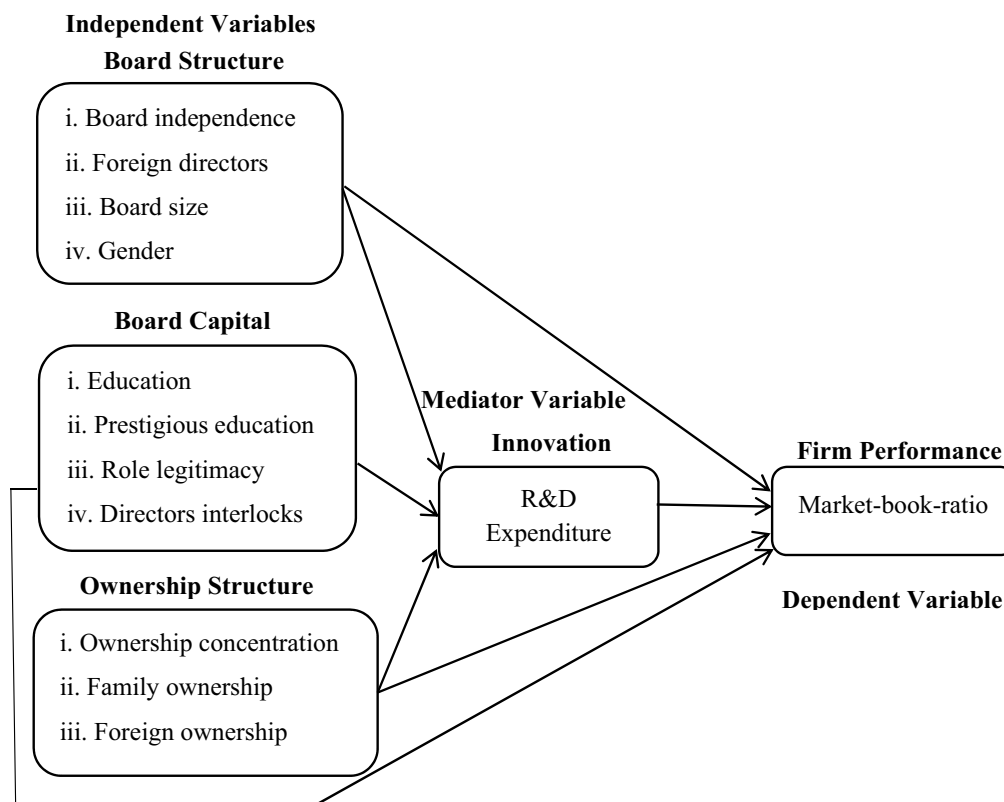 Independent Variables
Board Structure
i. Board independence
ii. Foreign directors
iii. Board size
iv. Gender
Board Capital
i. Education
ii. Prestigious education
iii. Role legitimacy
iv. Directors interlocks
Ownership Structure
i. Ownership concentration
ii. Family ownership
iii. Foreign ownership
Mediator Variable
Innovation
R&D
Expenditure
Firm Performance
Market-book-ratio
Dependent Variable